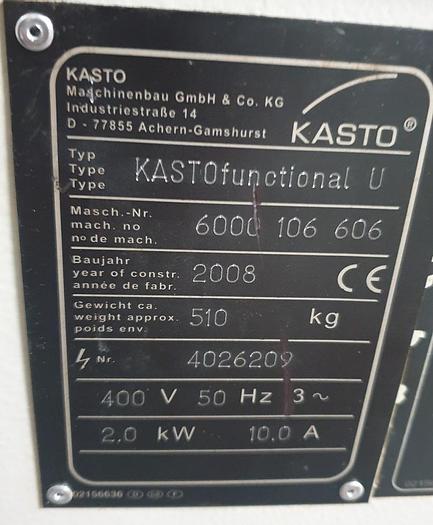 KASTO
Maschinenbau GmbH & Co. KG
Industriestraße 14
D - 77855 Achern-Gamshurst
KASTO®
Typ
Type
Type
KASTOfunctional U
Masch.-Nr.
mach. no
nº de mach.
6000 106 606
Baujahr
year of constr.
année de fabr.
2008
CE
Gewicht ca.
weight approx.
poids env.
510 kg
Nr. 4026209
400 V 50 Hz 3 ~
2.0 kW 10.0 A
02156636 D GB F